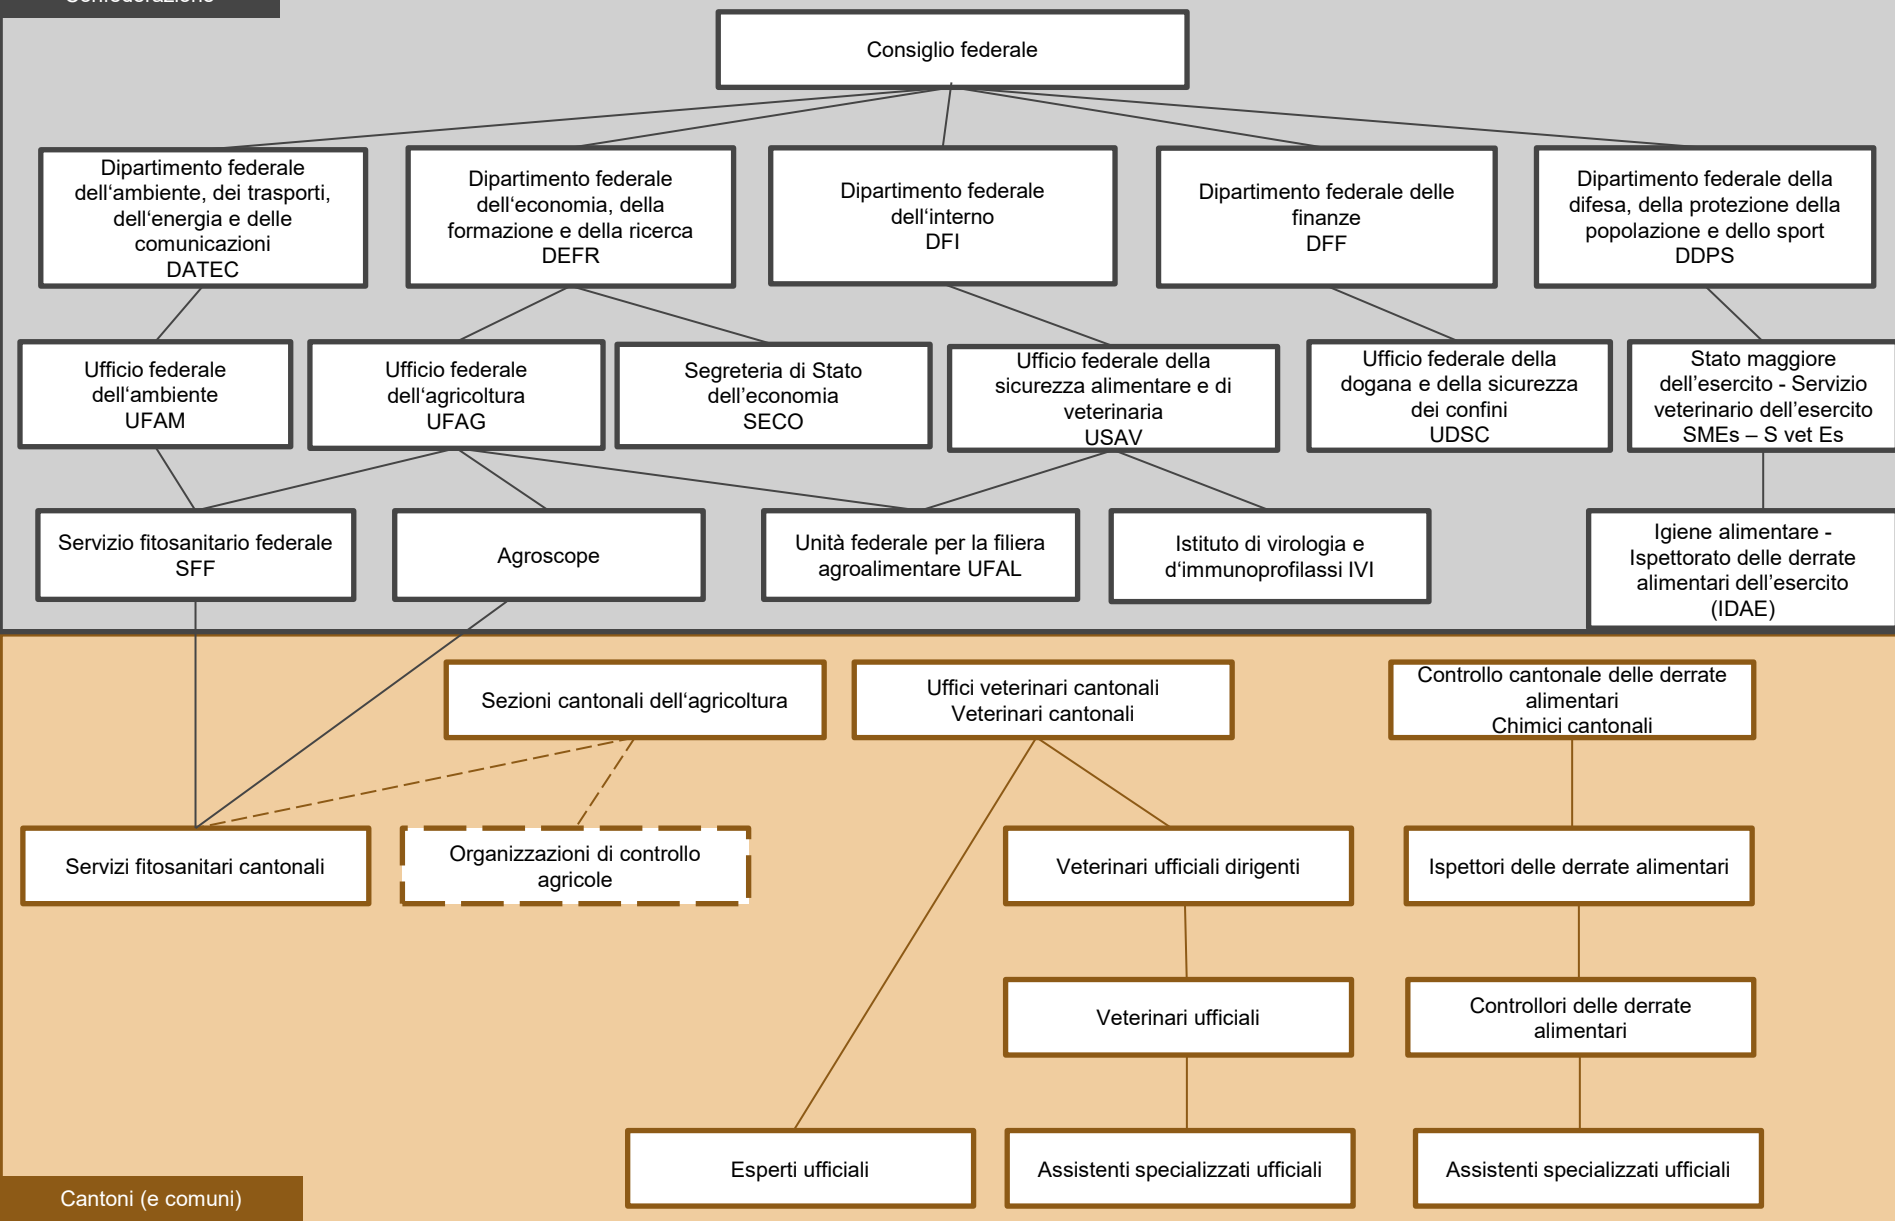 Confederazione
Consiglio federale
Dipartimento federale
dell‘ambiente, dei trasporti,
dell‘energia e delle
comunicazioni
DATEC
Dipartimento federale
dell‘economia, della
formazione e della ricerca
DEFR
Dipartimento federale
dell‘interno
DFI
Dipartimento federale delle
finanze
DFF
Dipartimento federale della
difesa, della protezione della
popolazione e dello sport
DDPS
Ufficio federale
dell‘ambiente
UFAM
Ufficio federale
dell‘agricoltura
UFAG
Segreteria di Stato
dell’economia
SECO
Ufficio federale della
sicurezza alimentare e di
veterinaria
USAV
Ufficio federale della
dogana e della sicurezza
dei confini
UDSC
Stato maggiore
dell’esercito - Servizio
veterinario dell’esercito
SMEs – S vet Es
Servizio fitosanitario federale
SFF
Agroscope
Unità federale per la filiera
agroalimentare UFAL
Istituto di virologia e
d‘immunoprofilassi IVI
Igiene alimentare -
Ispettorato delle derrate
alimentari dell’esercito
(IDAE)
Sezioni cantonali dell‘agricoltura
Uffici veterinari cantonali
Veterinari cantonali
Controllo cantonale delle derrate
alimentari
Chimici cantonali
Servizi fitosanitari cantonali
Organizzazioni di controllo
agricole
Veterinari ufficiali dirigenti
Ispettori delle derrate alimentari
Veterinari ufficiali
Controllori delle derrate
alimentari
Esperti ufficiali
Assistenti specializzati ufficiali
Assistenti specializzati ufficiali
Cantoni (e comuni)